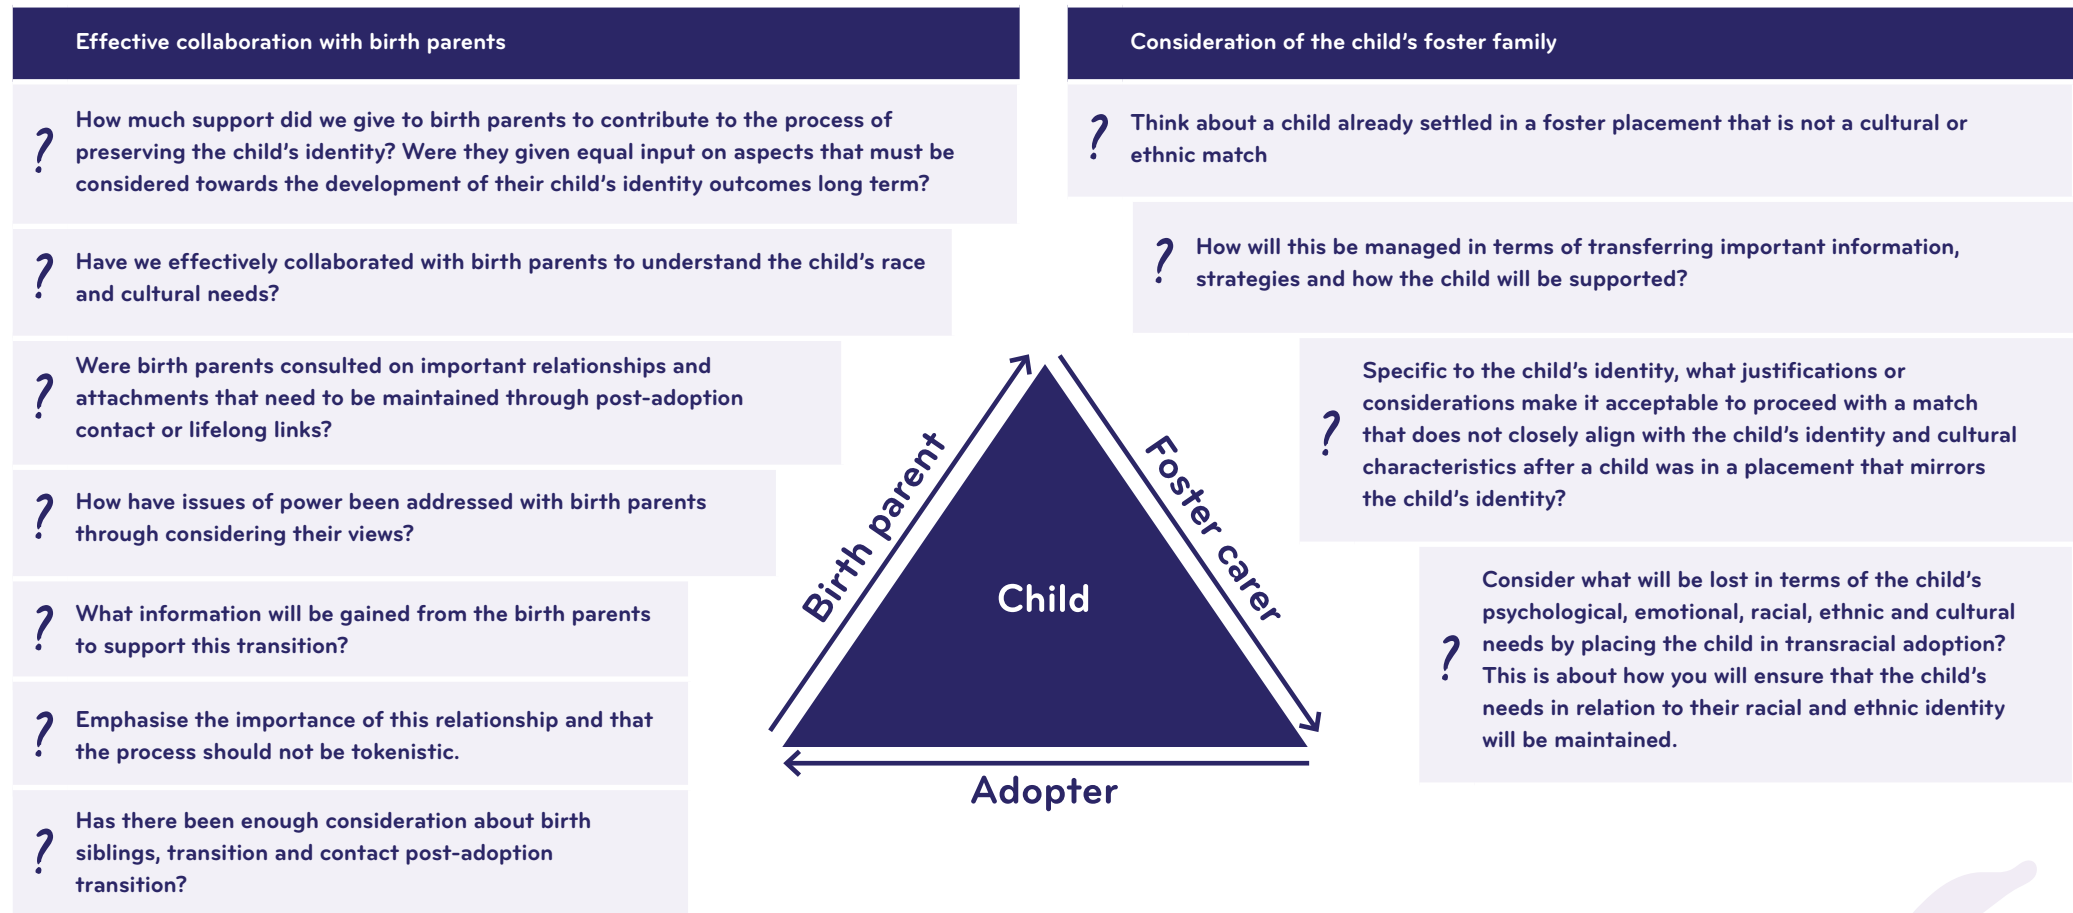 Effective collaboration with birth parents
? How much support did we give to birth parents to contribute to the process of
preserving the child's identity? Were they given equal input on aspects that must be
considered towards the development of their child's identity outcomes long term?
? Have we effectively collaborated with birth parents to understand the child's race
and cultural needs?
? Were birth parents consulted on important relationships and
attachments that need to be maintained through post-adoption
contact or lifelong links?
? How have issues of power been addressed with birth parents
through considering their views?
? What information will be gained from the birth parents
to support this transition?
? Emphasise the importance of this relationship and that
the process should not be tokenistic.
? Has there been enough consideration about birth
siblings, transition and contact post-adoption
transition?
Consideration of the child's foster family
? Think about a child already settled in a foster placement that is not a cultural or
ethnic match
? How will this be managed in terms of transferring important information,
strategies and how the child will be supported?
? Specific to the child's identity, what justifications or
considerations make it acceptable to proceed with a match
that does not closely align with the child's identity and cultural
characteristics after a child was in a placement that mirrors
the child's identity?
? Consider what will be lost in terms of the child's
psychological, emotional, racial, ethnic and cultural
needs by placing the child in transracial adoption?
This is about how you will ensure that the child's
needs in relation to their racial and ethnic identity
will be maintained.
Birth parent
Foster carer
Child
Adopter